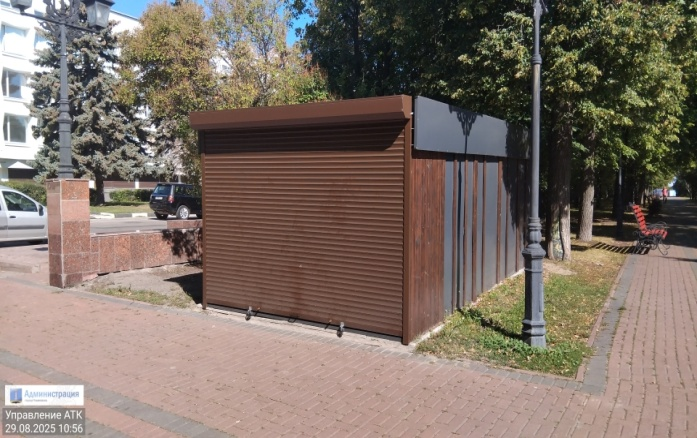 Администрация
Управление АТК
29.08.2025 10:56